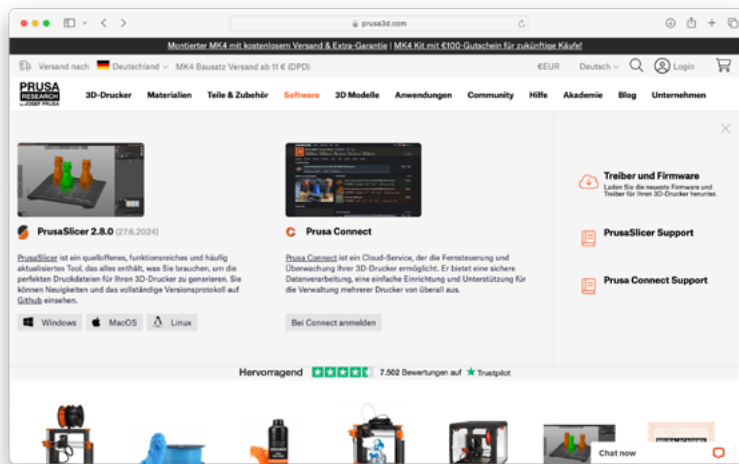 prusa3d.com
Montierter MK4 mit kostenlosem Versand & Extra-Garantie | MK4 Kit mit €100-Gutschein für zukünftige Käufe!
Versand nach Deutschland MK4 Bausatz Versand ab 11 € (DPD) €EUR Deutsch Login
PRUSA
RESEARCH
by JOSEF PRUSA
3D-Drucker Materialien Teile & Zubehör Software 3D Modelle Anwendungen Community Hilfe Akademie Blog Unternehmen
PrusaSlicer 2.8.0 (27.6.2024)
PrusaSlicer ist ein quelloffenes, funktionsreiches und häufig
aktualisiertes Tool, das alles enthält, was Sie brauchen, um die
perfekten Druckdateien für Ihren 3D-Drucker zu generieren. Sie
können Neuigkeiten und das vollständige Versionsprotokoll auf
Github einsehen.
Windows MacOS Linux
Prusa Connect
Prusa Connect ist ein Cloud-Service, der die Fernsteuerung und
Überwachung Ihrer 3D-Drucker ermöglicht. Er bietet eine sichere
Datenverarbeitung, eine einfache Einrichtung und Unterstützung für
die Verwaltung mehrerer Drucker von überall aus.
Bei Connect anmelden
Treiber und Firmware
Laden Sie die neueste Firmware und
Treiber für Ihren 3D-Drucker herunter.
PrusaSlicer Support
Prusa Connect Support
Hervorragend 7.502 Bewertungen auf Trustpilot
Chat now